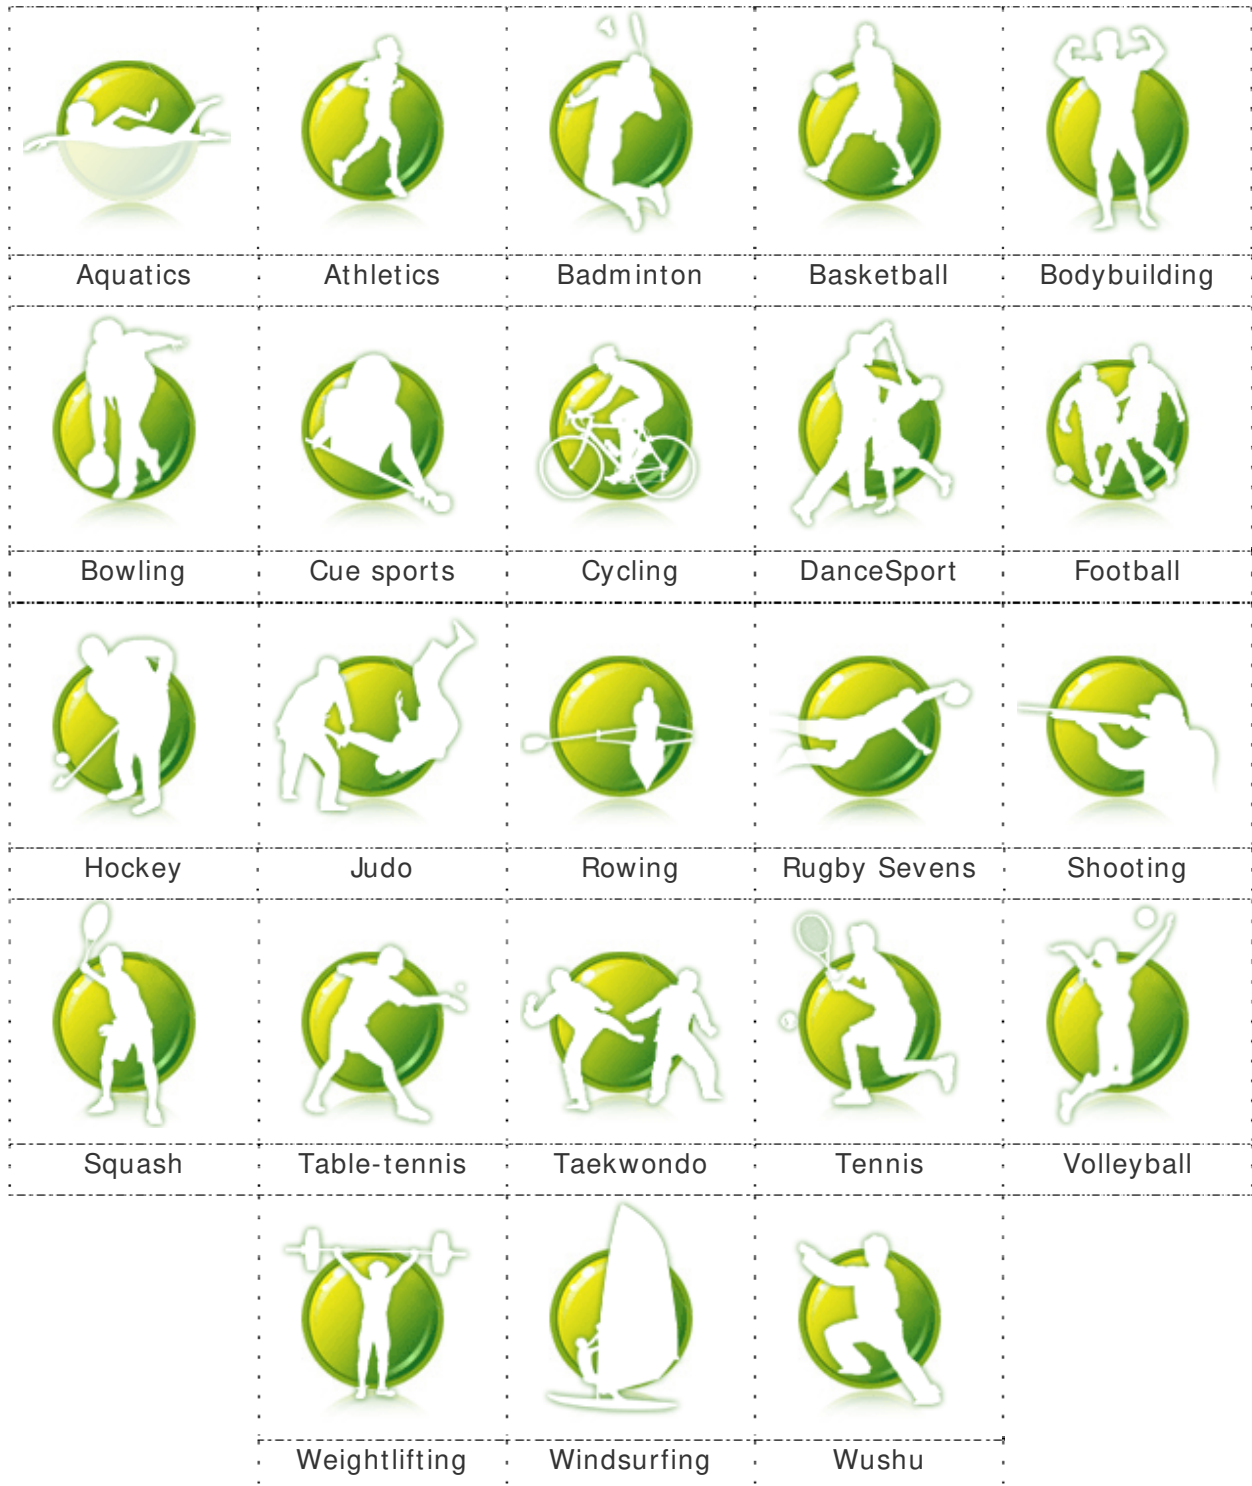 Aquatics Athletics Badminton Basketball Bodybuilding
Bowling Cue sports Cycling DanceSport Football
Hockey Judo Rowing Rugby Sevens Shooting
Squash Table-tennis Taekwondo Tennis Volleyball
Weightlifting Windsurfing Wushu